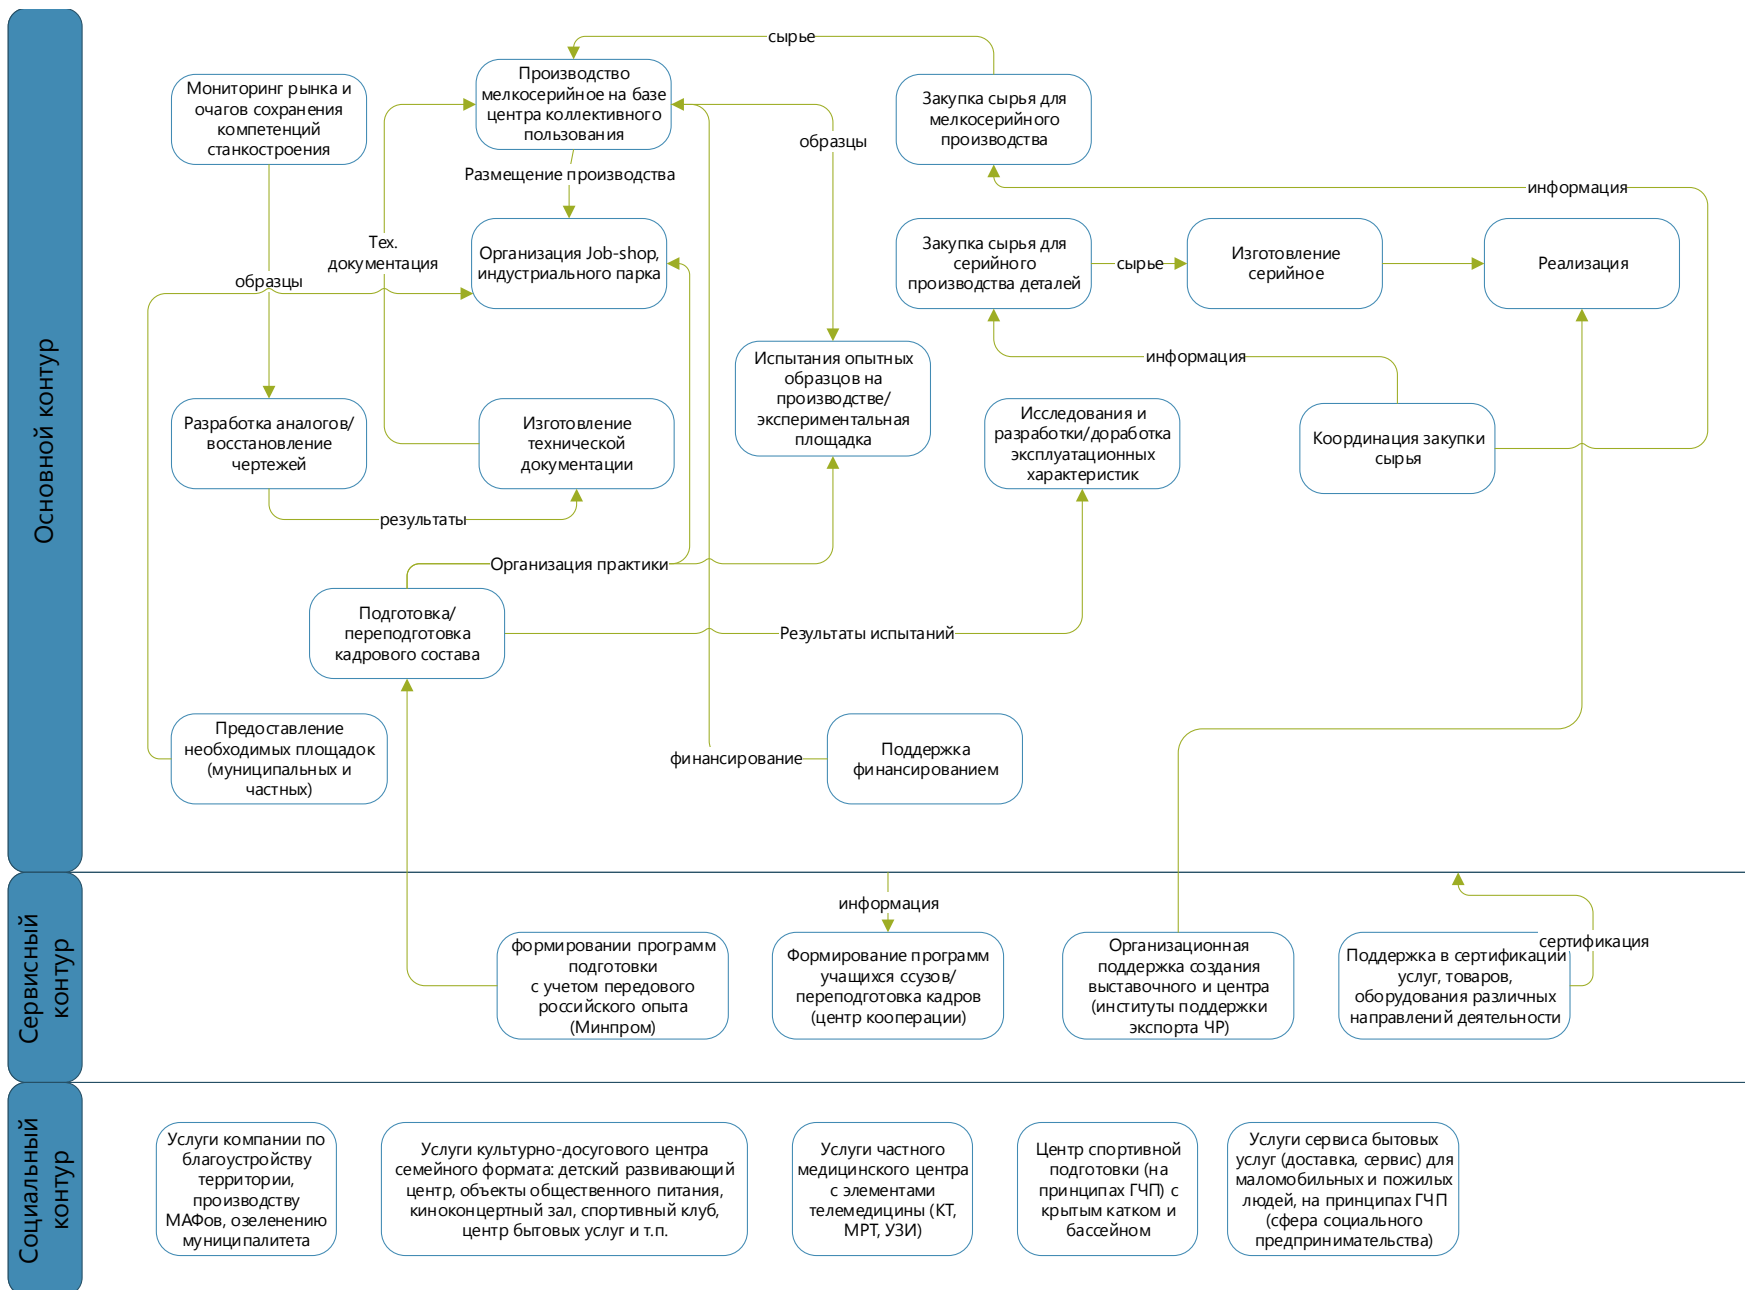 Основной контур
сырье
Мониторинг рынка и
очагов сохранения
компетенций
станкостроения
Производство
мелкосерийное на базе
центра коллективного
пользования
Закупка сырья для
мелкосерийного
производства
образцы
Размещение производства
информация
Тех.
документация
Организация Job-shop,
индустриального парка
Закупка сырья для
серийного
производства деталей
сырье
Изготовление
серийное
Реализация
образцы
Испытания опытных
образцов на
производстве/
экспериментальная
площадка
информация
Разработка аналогов/
восстановление
чертежей
Изготовление
технической
документации
Исследования и
разработки/доработка
эксплуатационных
характеристик
Координация закупки
сырья
результаты
Организация практики
Подготовка/
переподготовка
кадрового состава
Результаты испытаний
Предоставление
необходимых площадок
(муниципальных и
частных)
финансирование
Поддержка
финансированием
Сервисный
контур
информация
формировании программ
подготовки
с учетом передового
российского опыта
(Минпром)
Формирование программ
учащихся ссузов/
переподготовка кадров
(центр кооперации)
Организационная
поддержка создания
выставочного и центра
(институты поддержки
экспорта ЧР)
сертификация
Поддержка в сертификации
услуг, товаров,
оборудования различных
направлений деятельности
Социальный
контур
Услуги компании по
благоустройству
территории,
производству
МАФов, озеленению
муниципалитета
Услуги культурно-досугового центра
семейного формата: детский развивающий
центр, объекты общественного питания,
киноконцертный зал, спортивный клуб,
центр бытовых услуг и т.п.
Услуги частного
медицинского центра
с элементами
телемедицины (КТ,
МРТ, УЗИ)
Центр спортивной
подготовки (на
принципах ГЧП) с
крытым катком и
бассейном
Услуги сервиса бытовых
услуг (доставка, сервис) для
маломобильных и пожилых
людей, на принципах ГЧП
(сфера социального
предпринимательства)